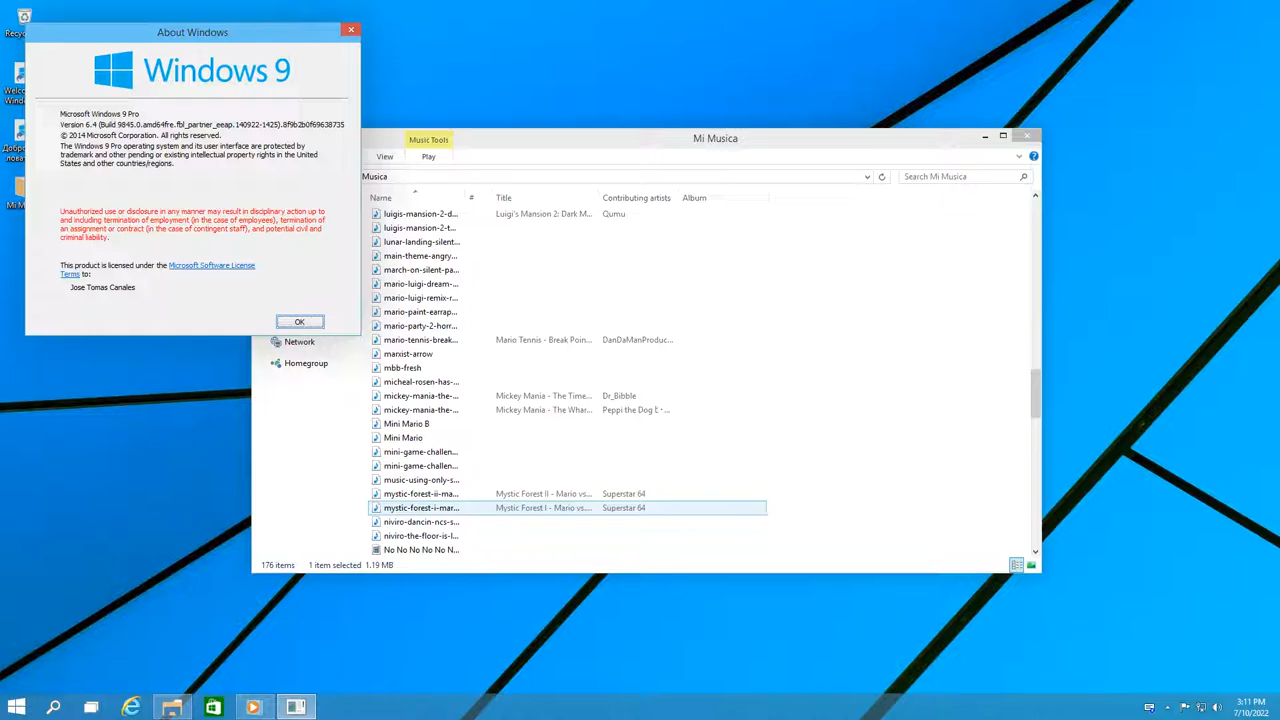 Recyc
Welco
Windo
Добро
ловат
Mi M
About Windows
Windows 9
Microsoft Windows 9 Pro
Version 6.4 (Build 9845.0.amd64fre.fbl_partner_eeap.140922-1425).8f9b2b0f69638735
© 2014 Microsoft Corporation. All rights reserved.
The Windows 9 Pro operating system and its user interface are protected by
trademark and other pending or existing intellectual property rights in the United
States and other countries/regions.
Unauthorized use or disclosure in any manner may result in disciplinary action up to
and including termination of employment (in the case of employees), termination of
an assignment or contract (in the case of contingent staff), and potential civil and
criminal liability.
This product is licensed under the Microsoft Software License
Terms to:
Jose Tomas Canales
OK
Music Tools
Mi Musica
View Play
Musica
Search Mi Musica
Name # Title Contributing artists Album
luigis-mansion-2-d... Luigi's Mansion 2: Dark M... Qumu
luigis-mansion-2-t...
lunar-landing-silent...
main-theme-angry...
march-on-silent-pa...
mario-luigi-dream-...
mario-luigi-remix-r...
mario-paint-earrap...
mario-party-2-horr...
mario-tennis-break... Mario Tennis - Break Poin... DanDaManProduc...
marxist-arrow
mbb-fresh
micheal-rosen-has-...
mickey-mania-the-... Mickey Mania - The Time... Dr_Bibble
mickey-mania-the-... Mickey Mania - The Whar...
Mini Mario B
Mini Mario
mini-game-challen...
mini-game-challen...
music-using-only-s...
mystic-forest-ii-ma... Mystic Forest II - Mario vs.... Superstar 64
mystic-forest-i-mar... Mystic Forest I - Mario vs.... Superstar 64
niviro-dancin-ncs-s...
niviro-the-floor-is-l...
No No No No No N...
Network
Homegroup
176 items 1 item selected 1.19 MB
3:11 PM
7/10/2022